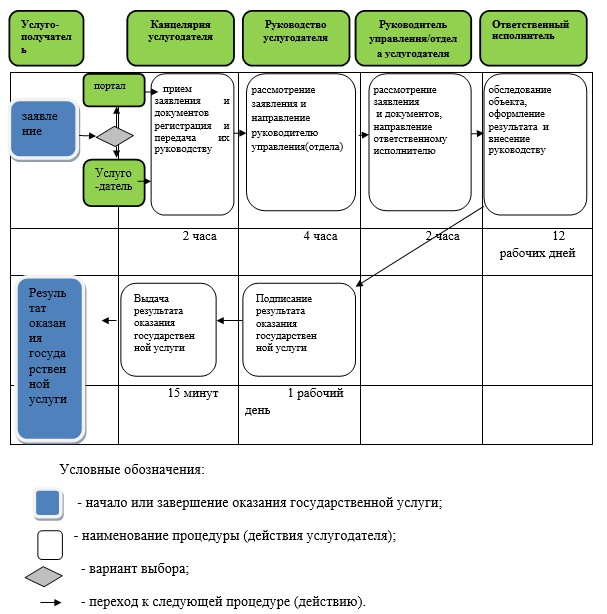 Услуго-
получател
ь
Канцелярия
услугодателя
Руководство
услугодателя
Руководитель
управления/отдел
а услугодателя
Ответственный
исполнитель
заявле
ние
портал
Услуго
-датель
прием
заявления и
документов
регистрация и
передача их
руководству
рассмотрение
заявления и
направление
руководителю
управления(отдела)
рассмотрение
заявления
и документов,
направление
ответственному
исполнителю
обследование
объекта,
оформление
результата и
внесение
руководству
2 часа
4 часа
2 часа
12
рабочих дней
Резуль
тат
оказан
ия
госуда
рствен
ной
услуги
Выдача
результата
оказания
государствен
ной услуги
Подписание
результата
оказания
государствен
ной услуги
15 минут
1 рабочий
день
Условные обозначения:
- начало или завершение оказания государственной услуги;
- наименование процедуры (действия услугодателя);
- вариант выбора;
- переход к следующей процедуре (действию).